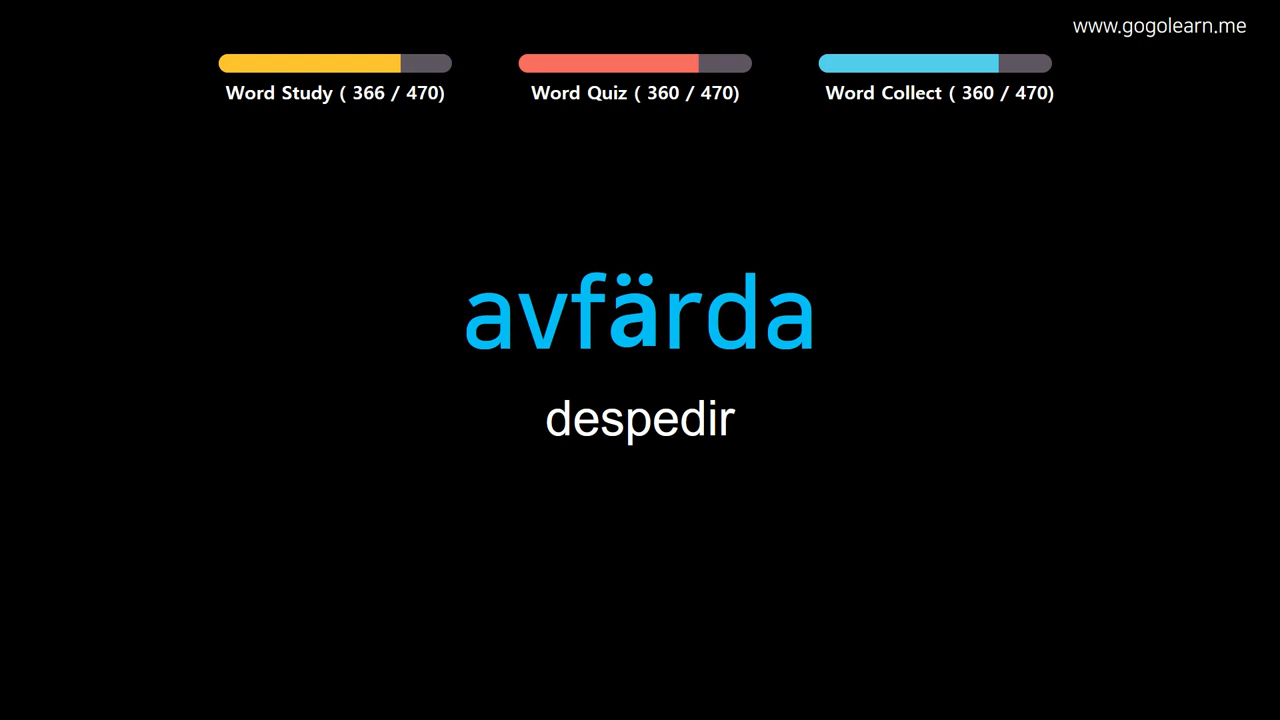 www.gogolearn.me
Word Study ( 366 / 470)
Word Quiz ( 360 / 470)
Word Collect ( 360 / 470)
avfärda
despedir